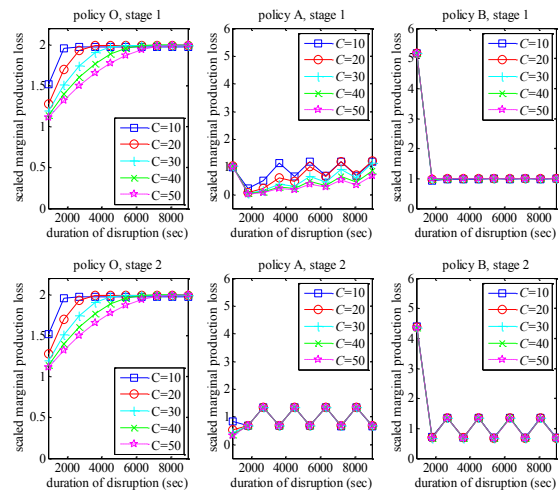 policy O, stage 1
scaled marginal production loss
2
1.5
1
0.5
0
2000 4000 6000 8000
duration of disruption (sec)
C=10
C=20
C=30
C=40
C=50
policy A, stage 1
scaled marginal production loss
6
5
4
3
2
1
0
2000 4000 6000 8000
duration of disruption (sec)
C=10
C=20
C=30
C=40
C=50
policy B, stage 1
scaled marginal production loss
6
5
4
3
2
1
0
2000 4000 6000 8000
duration of disruption (sec)
C=10
C=20
C=30
C=40
C=50
policy O, stage 2
scaled marginal production loss
2
1.5
1
0.5
0
2000 4000 6000 8000
duration of disruption (sec)
C=10
C=20
C=30
C=40
C=50
policy A, stage 2
scaled marginal production loss
6
5
4
3
2
1
0
2000 4000 6000 8000
duration of disruption (sec)
C=10
C=20
C=30
C=40
C=50
policy B, stage 2
scaled marginal production loss
6
5
4
3
2
1
0
2000 4000 6000 8000
duration of disruption (sec)
C=10
C=20
C=30
C=40
C=50